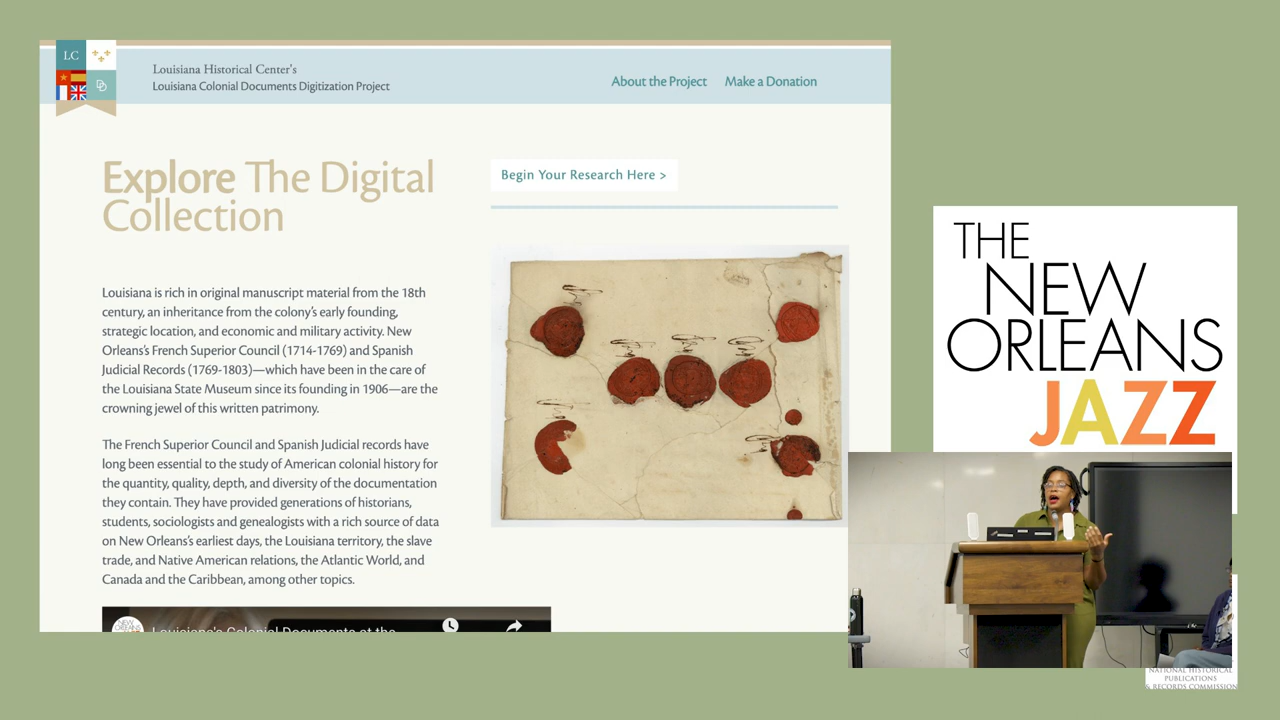 LC
Louisiana Historical Center's
Louisiana Colonial Documents Digitization Project
About the Project
Make a Donation
Explore The Digital
Collection
Begin Your Research Here >
Louisiana is rich in original manuscript material from the 18th
century, an inheritance from the colony's early founding,
strategic location, and economic and military activity. New
Orleans's French Superior Council (1714-1769) and Spanish
Judicial Records (1769-1803)—which have been in the care of
the Louisiana State Museum since its founding in 1906—are the
crowning jewel of this written patrimony.
The French Superior Council and Spanish Judicial records have
long been essential to the study of American colonial history for
the quantity, quality, depth, and diversity of the documentation
they contain. They have provided generations of historians,
students, sociologists and genealogists with a rich source of data
on New Orleans's earliest days, the Louisiana territory, the slave
trade, and Native American relations, the Atlantic World, and
Canada and the Caribbean, among other topics.
NEW
ORLEANS
Louisiana's Colonial Documents at the
THE
NEW
ORLEANS
JAZZ
NATIONAL HISTORICAL
PUBLICATIONS
& RECORDS COMMISSION